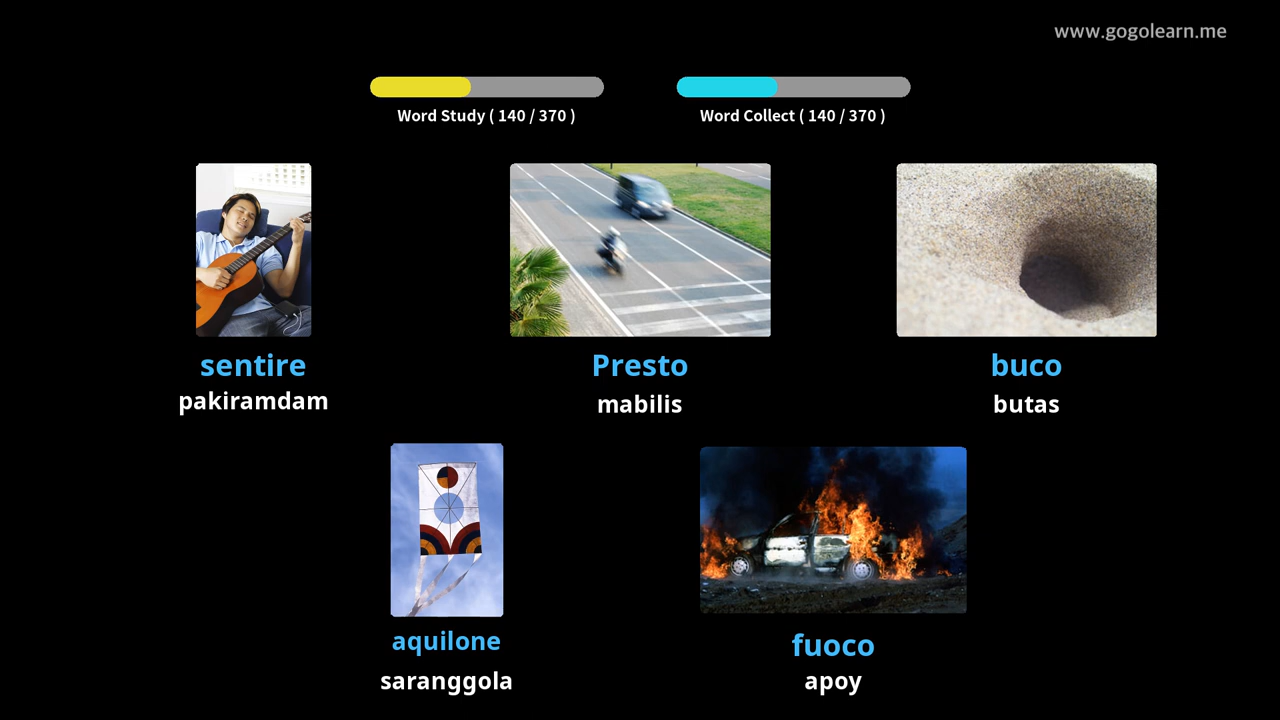 www.gogolearn.me
Word Study ( 140 / 370 )
Word Collect ( 140 / 370 )
sentire
pakiramdam
Presto
mabilis
buco
butas
aquilone
saranggola
fuoco
apoy